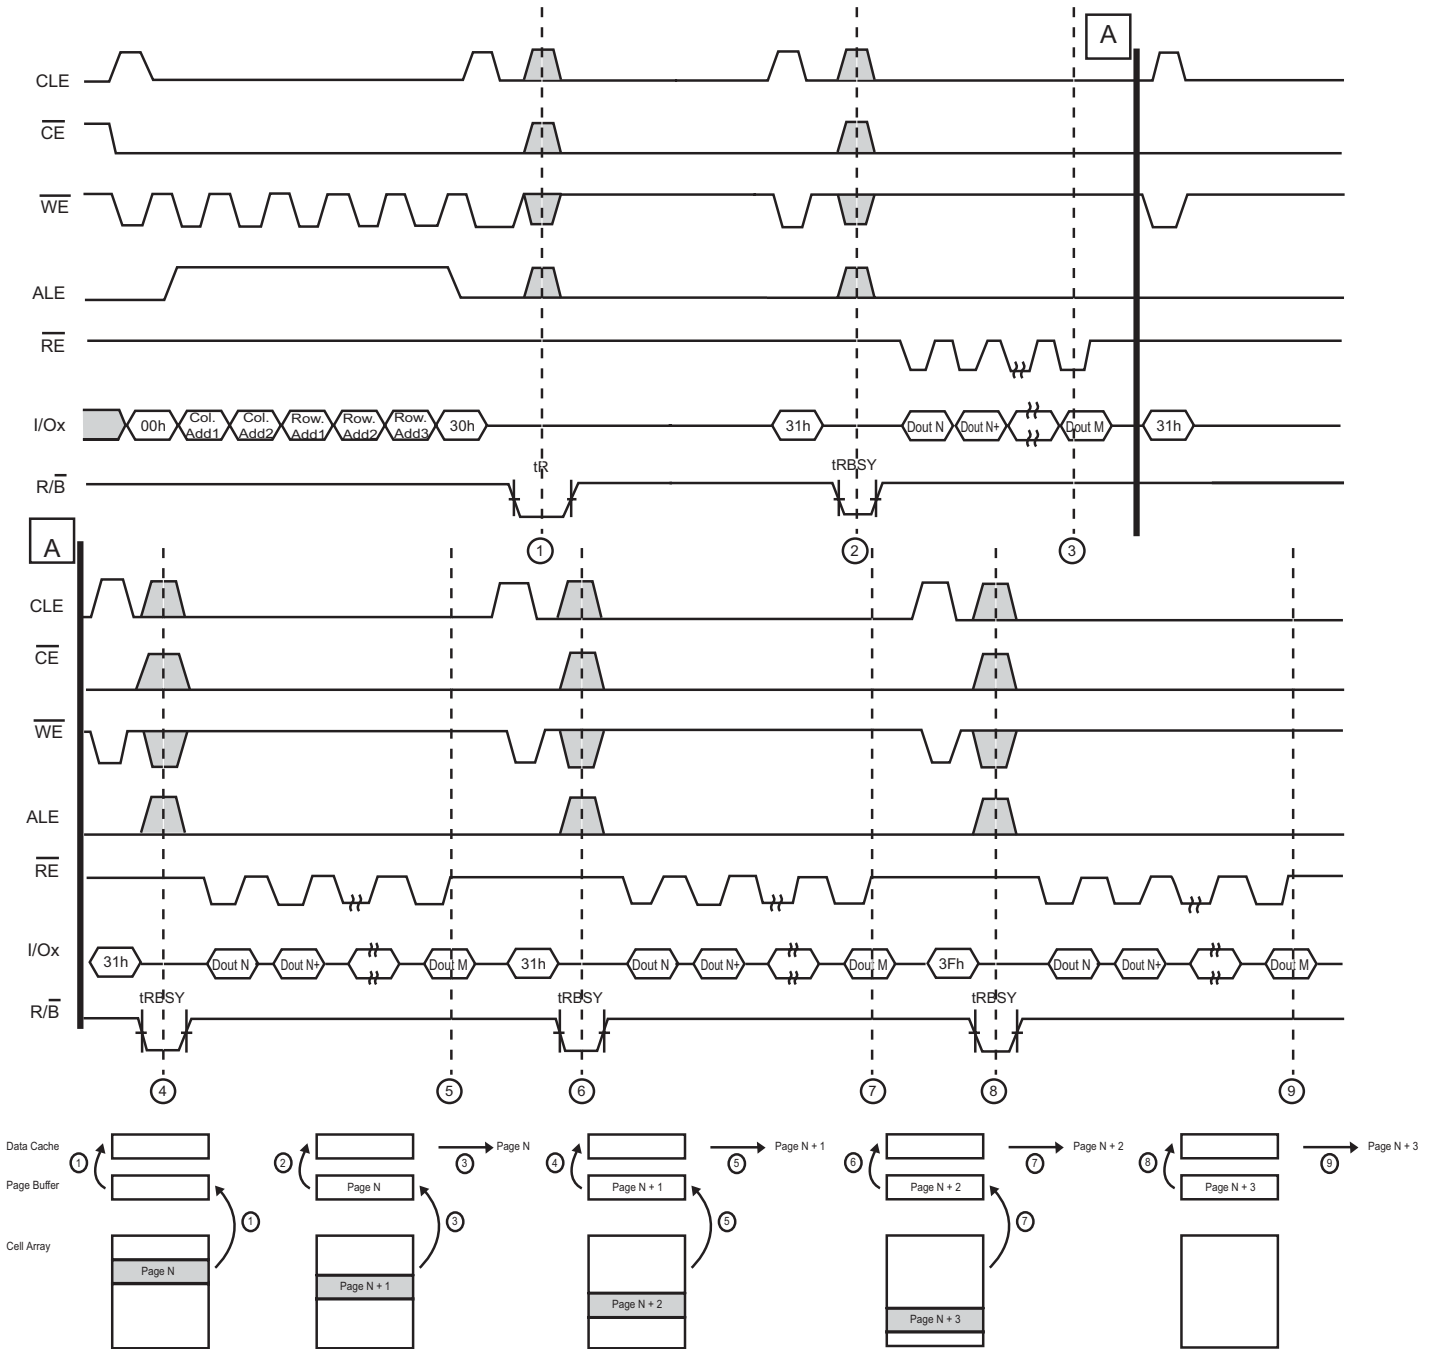 A
CLE
CE
WE
ALE
RE
I/Ox 00h Col. Add1 Col. Add2 Row. Add1 Row. Add2 Row. Add3 30h 31h Dout N Dout N+ Dout M 31h
tR tRBSY
R/B
1 2 3
A
CLE
CE
WE
ALE
RE
I/Ox 31h Dout N Dout N+ Dout M 31h Dout N Dout N+ Dout M 3Fh Dout N Dout N+ Dout M
tRBSY tRBSY tRBSY
R/B
4 5 6 7 8 9
Data Cache 1 2 3 Page N 4 5 Page N + 1 6 7 Page N + 2 8 9 Page N + 3
Page Buffer Page N Page N + 1 Page N + 2 Page N + 3
1 3 5 7
Cell Array
Page N
Page N + 1
Page N + 2
Page N + 3